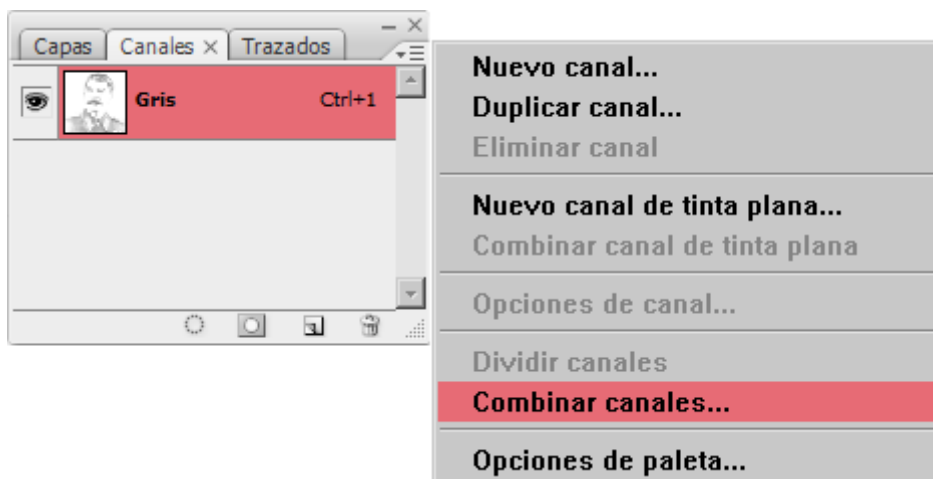 Capas Canales × Trazados
Gris Ctrl+1
Nuevo canal...
Duplicar canal...
Eliminar canal
Nuevo canal de tinta plana...
Combinar canal de tinta plana
Opciones de canal...
Dividir canales
Combinar canales...
Opciones de paleta...